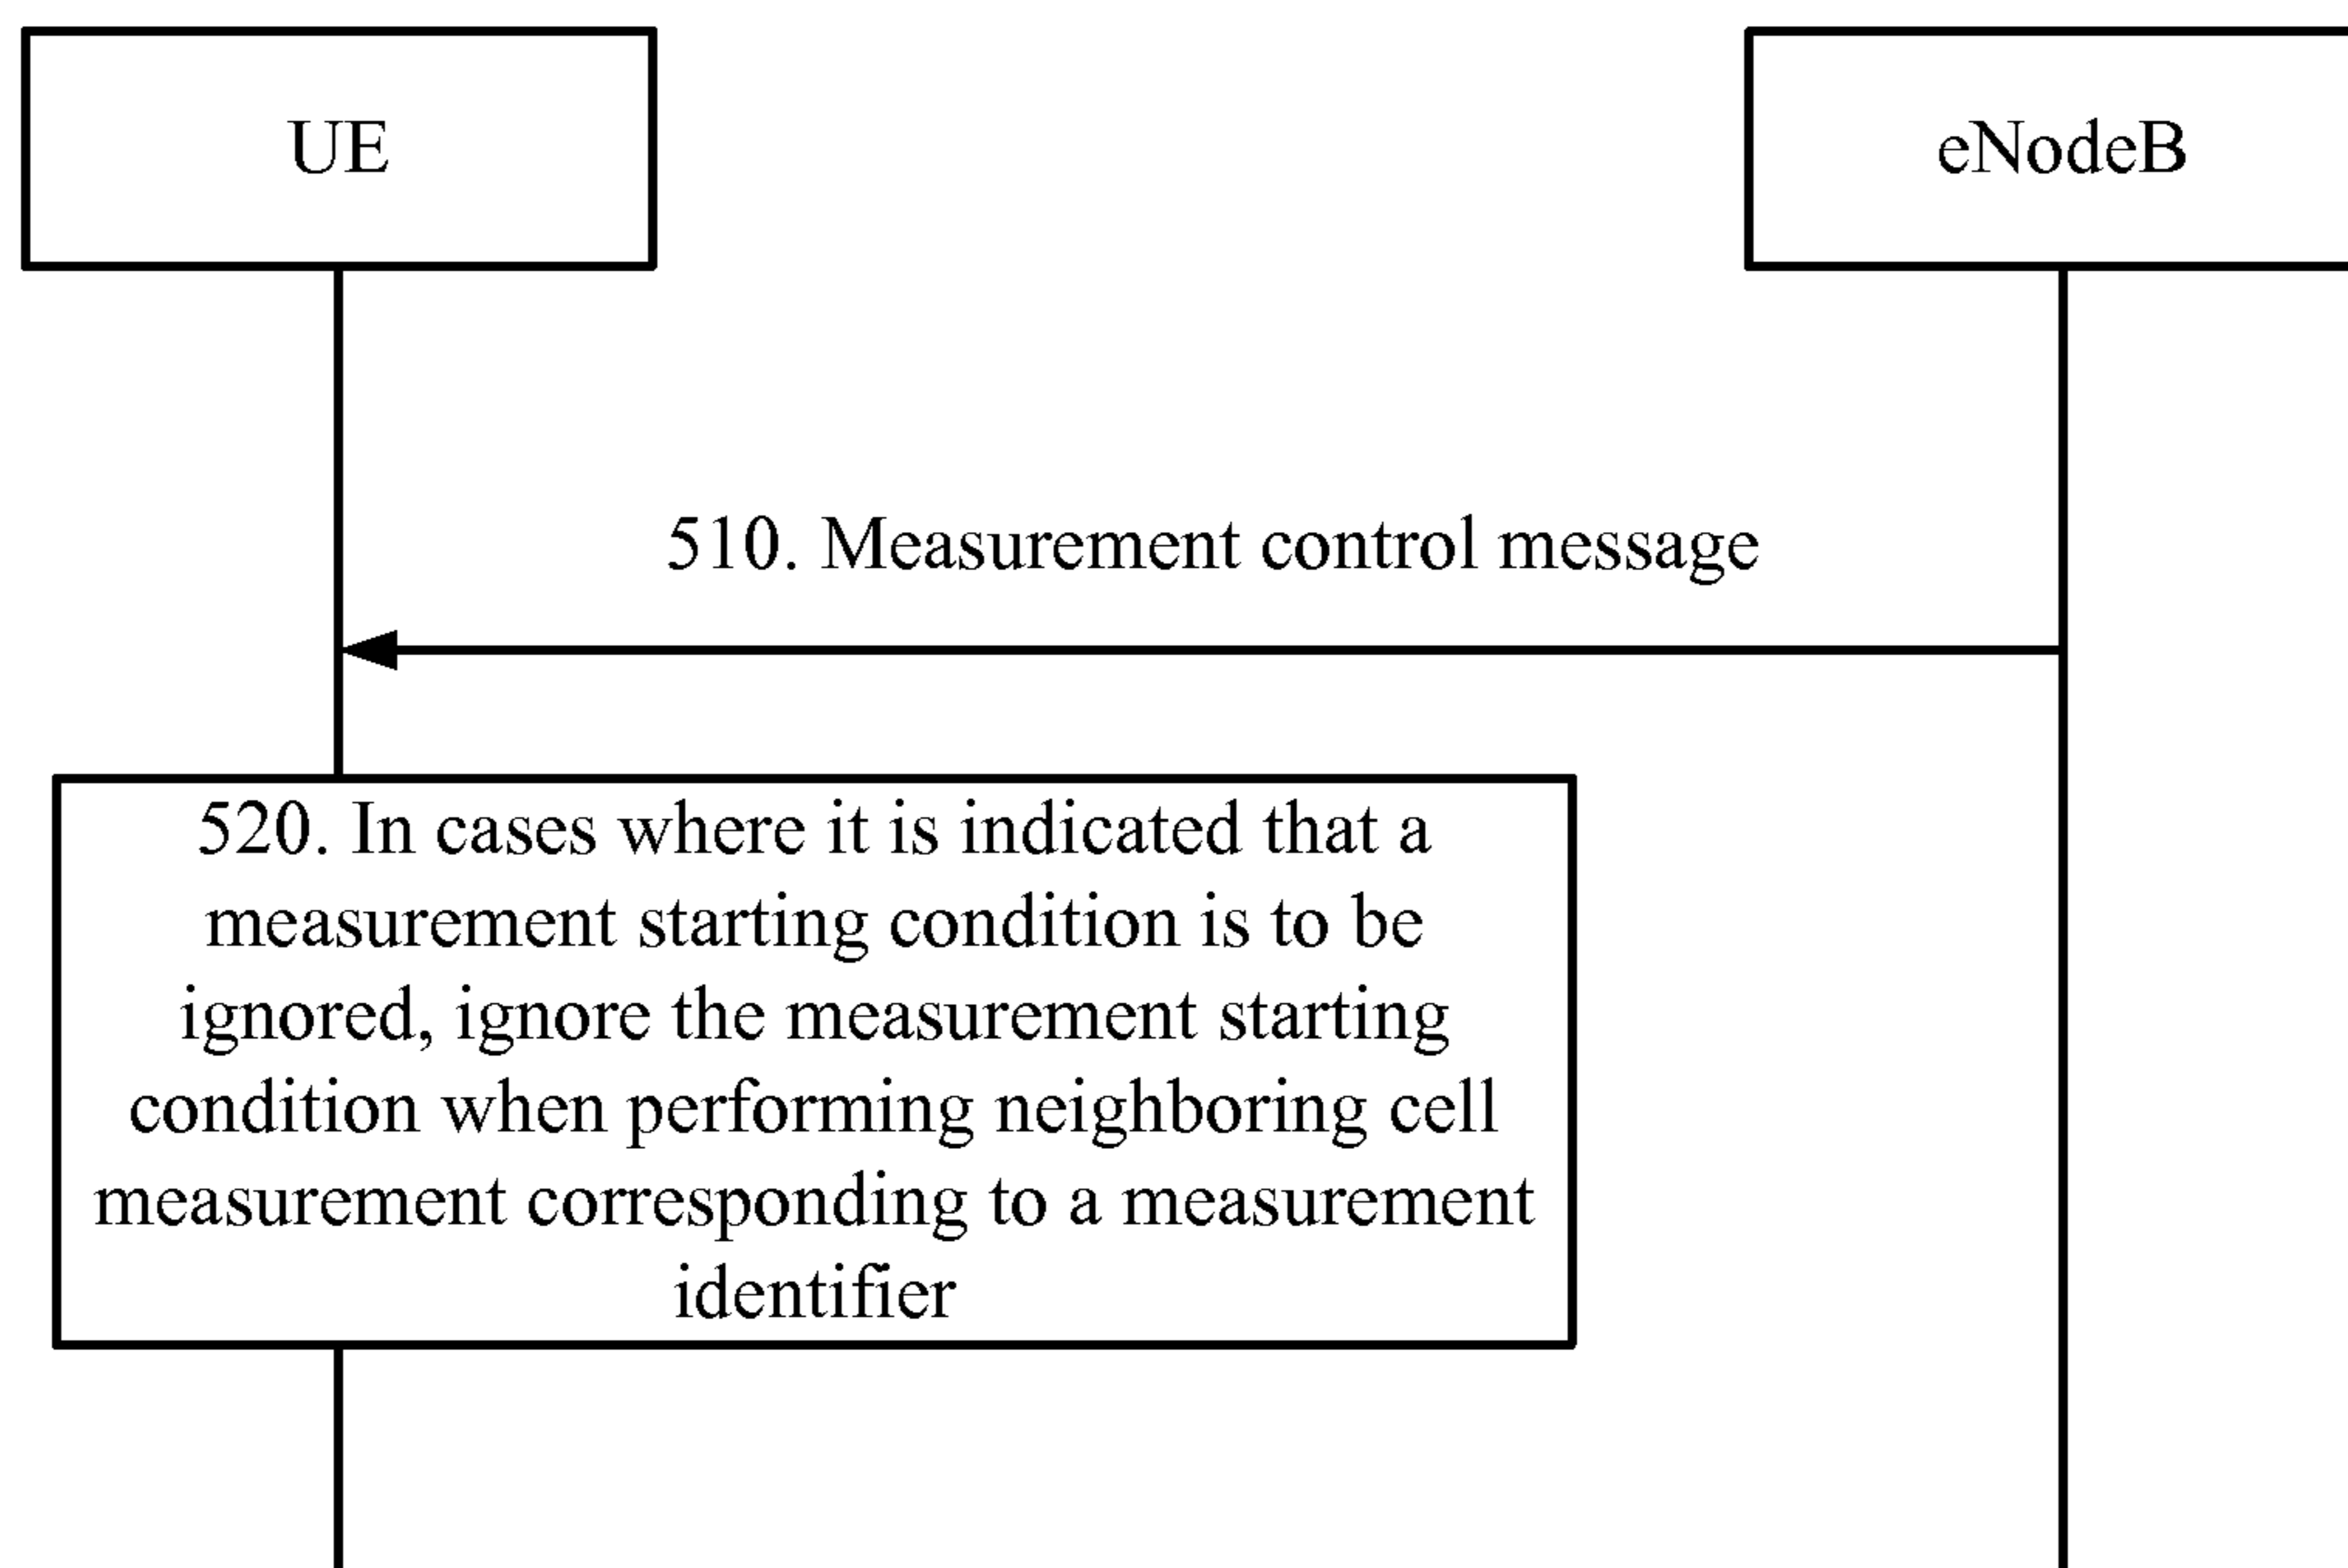 UE
eNodeB
510. Measurement control message
520. In cases where it is indicated that a
measurement starting condition is to be
ignored, ignore the measurement starting
condition when performing neighboring cell
measurement corresponding to a measurement
identifier